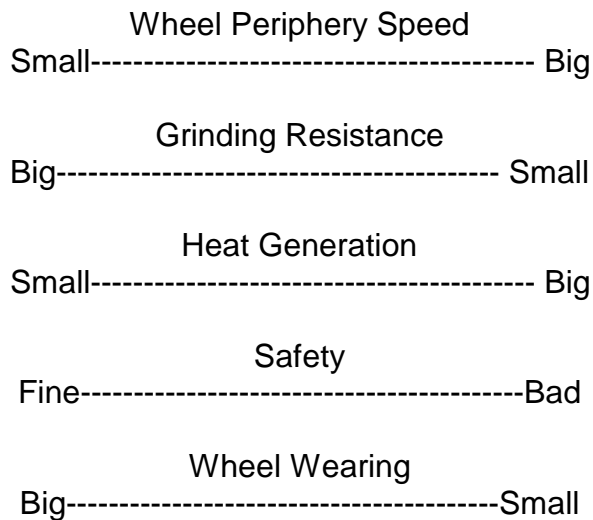 Wheel Periphery Speed
Small------------------------------------------ Big
Grinding Resistance
Big------------------------------------------ Small
Heat Generation
Small------------------------------------------ Big
Safety
Fine------------------------------------------Bad
Wheel Wearing
Big-----------------------------------------Small